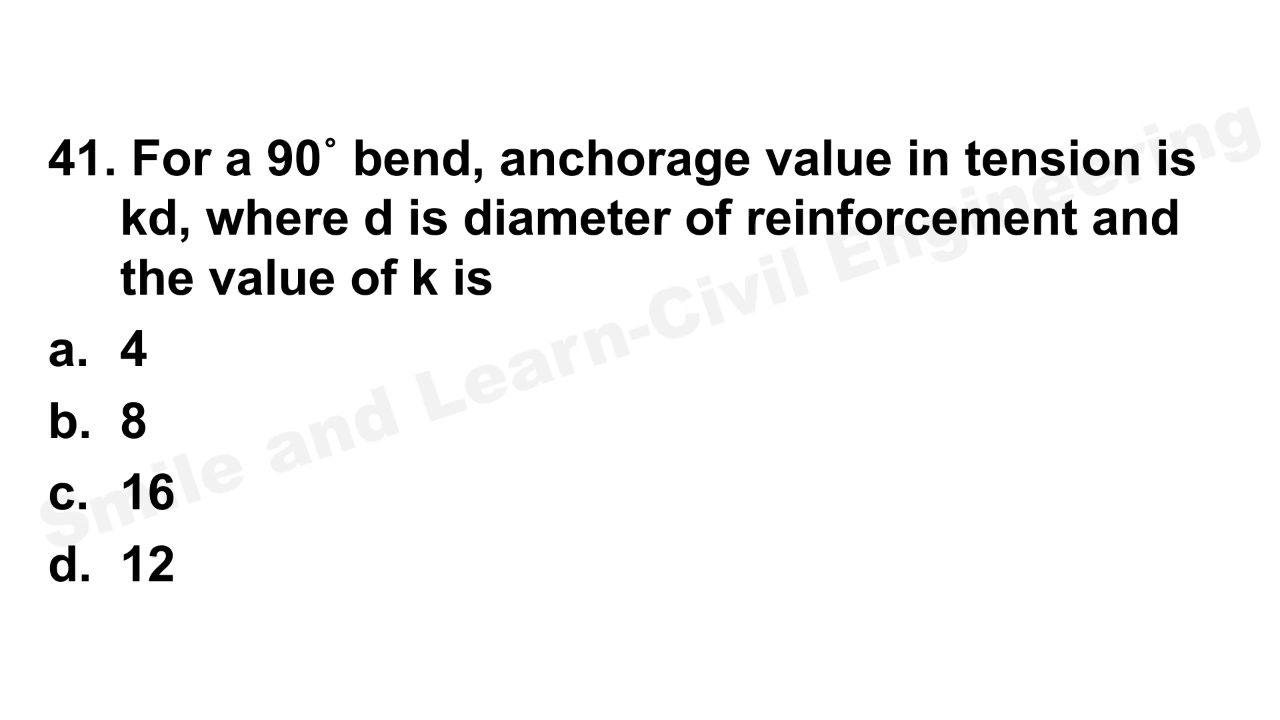 41. For a 90° bend, anchorage value in tension is
kd, where d is diameter of reinforcement and
the value of k is
a. 4
b. 8
c. 16
d. 12
Smile and Learn-Civil Engineering